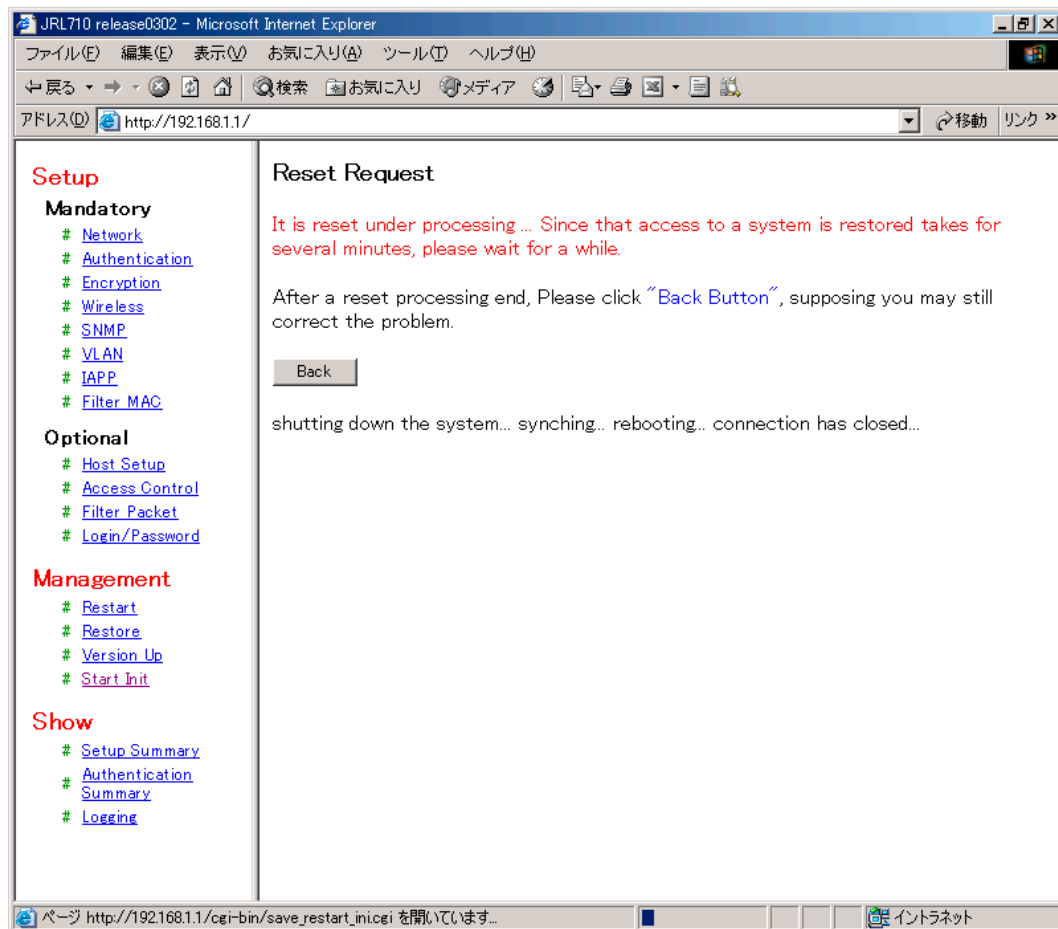 JRL710 release0302 - Microsoft Internet Explorer
ファイル(F) 編集(E) 表示(V) お気に入り(A) ツール(T) ヘルプ(H)
戻る 検索 お気に入り メディア
アドレス(D) http://192.168.1.1/ 移動 リンク »
Setup
Mandatory
# Network
# Authentication
# Encryption
# Wireless
# SNMP
# VLAN
# IAPP
# Filter MAC
Optional
# Host Setup
# Access Control
# Filter Packet
# Login/Password
Management
# Restart
# Restore
# Version Up
# Start Init
Show
# Setup Summary
# Authentication
Summary
# Logging
Reset Request
It is reset under processing ... Since that access to a system is restored takes for
several minutes, please wait for a while.
After a reset processing end, Please click "Back Button", supposing you may still
correct the problem.
Back
shutting down the system... synching... rebooting... connection has closed...
ページ http://192.168.1.1/cgi-bin/save_restart_ini.cgi を開いています...
イントラネット